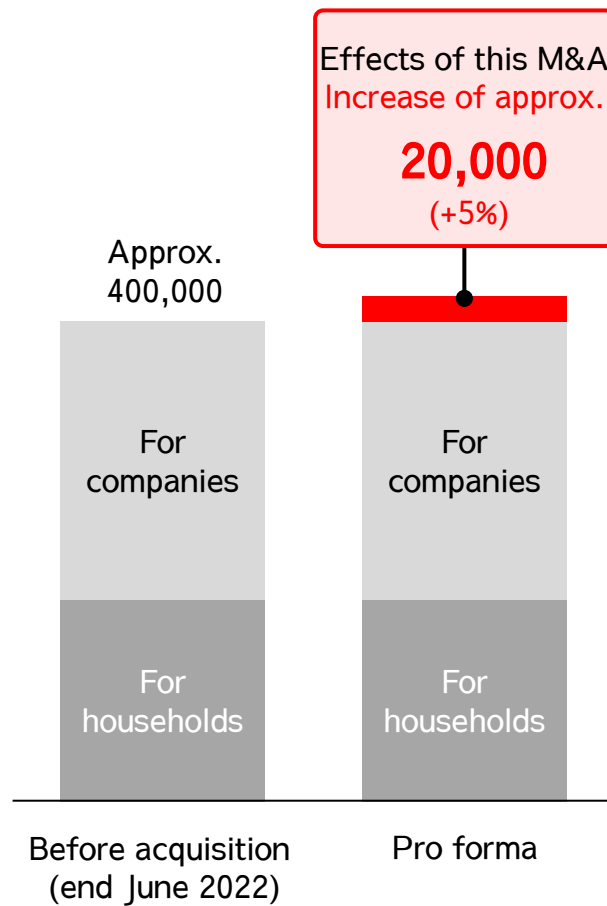 Effects of this M&A
Increase of approx.
20,000
(+5%)
Approx.
400,000
For
companies
For
companies
For
households
For
households
Before acquisition
(end June 2022)
Pro forma